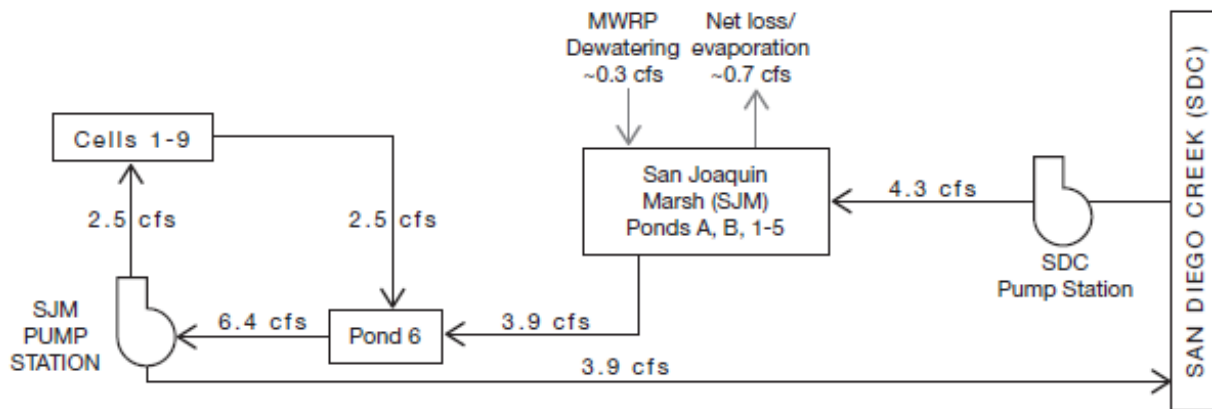 MWRP
Dewatering
~0.3 cfs
Net loss/
evaporation
~0.7 cfs
Cells 1-9
San Joaquin
Marsh (SJM)
Ponds A, B, 1-5
4.3 cfs
SDC
Pump Station
SAN DIEGO CREEK (SDC)
2.5 cfs
2.5 cfs
SJM
PUMP
STATION
6.4 cfs
Pond 6
3.9 cfs
3.9 cfs